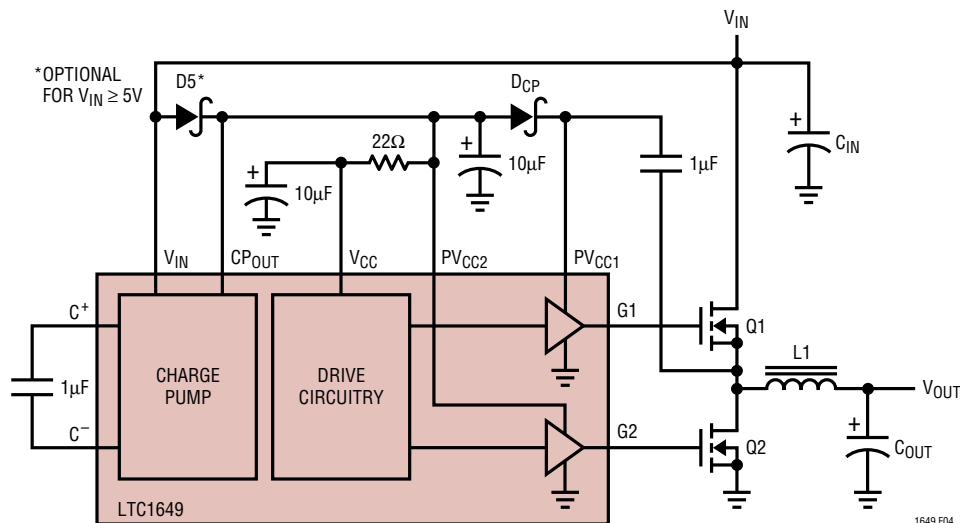 V_IN
*OPTIONAL
FOR V_IN ≥ 5V
D5*
D_CP
22Ω
+
10µF
+
10µF
1µF
+
C_IN
V_IN
CP_OUT
V_CC
PV_CC2
PV_CC1
C+
1µF
C−
CHARGE
PUMP
DRIVE
CIRCUITRY
G1
Q1
L1
V_OUT
G2
Q2
+
C_OUT
LTC1649
1649 F04